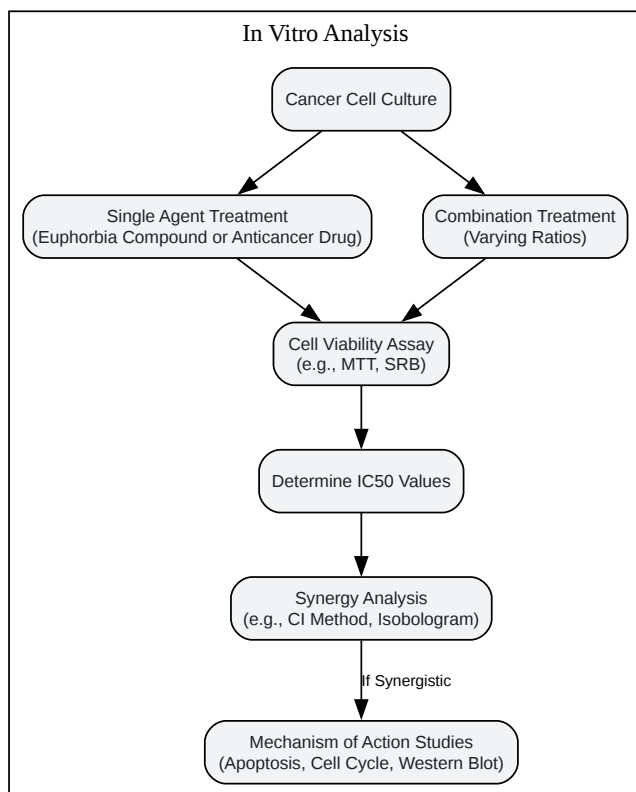 In Vitro Analysis
Cancer Cell Culture
Single Agent Treatment
(Euphorbia Compound or Anticancer Drug)
Combination Treatment
(Varying Ratios)
Cell Viability Assay
(e.g., MTT, SRB)
Determine IC50 Values
Synergy Analysis
(e.g., CI Method, Isobologram)
If Synergistic
Mechanism of Action Studies
(Apoptosis, Cell Cycle, Western Blot)